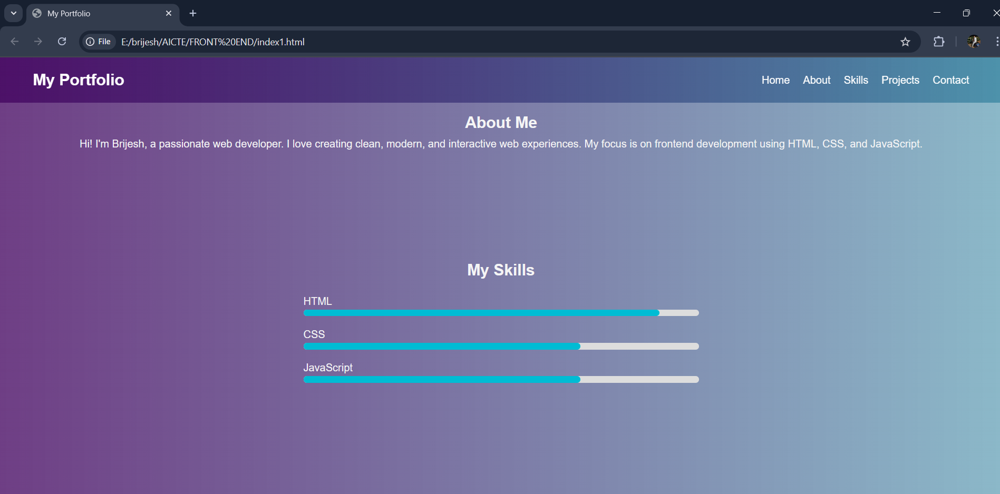 My Portfolio
File E:/brijesh/AICTE/FRONT%20END/index1.html
My Portfolio
Home About Skills Projects Contact
About Me
Hi! I'm Brijesh, a passionate web developer. I love creating clean, modern, and interactive web experiences. My focus is on frontend development using HTML, CSS, and JavaScript.
My Skills
HTML
CSS
JavaScript